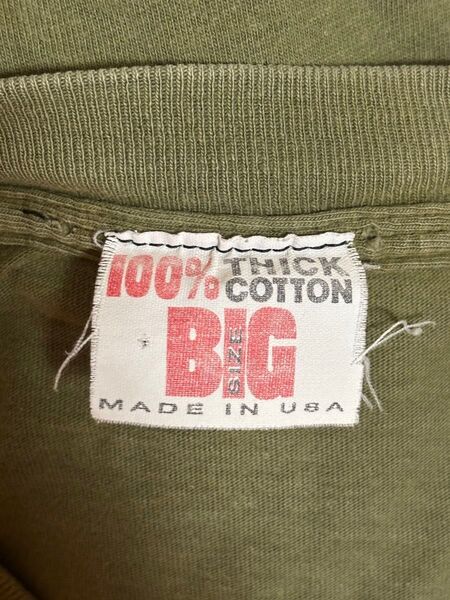 100% THICK COTTON
BIG
SIZE
MADE IN USA